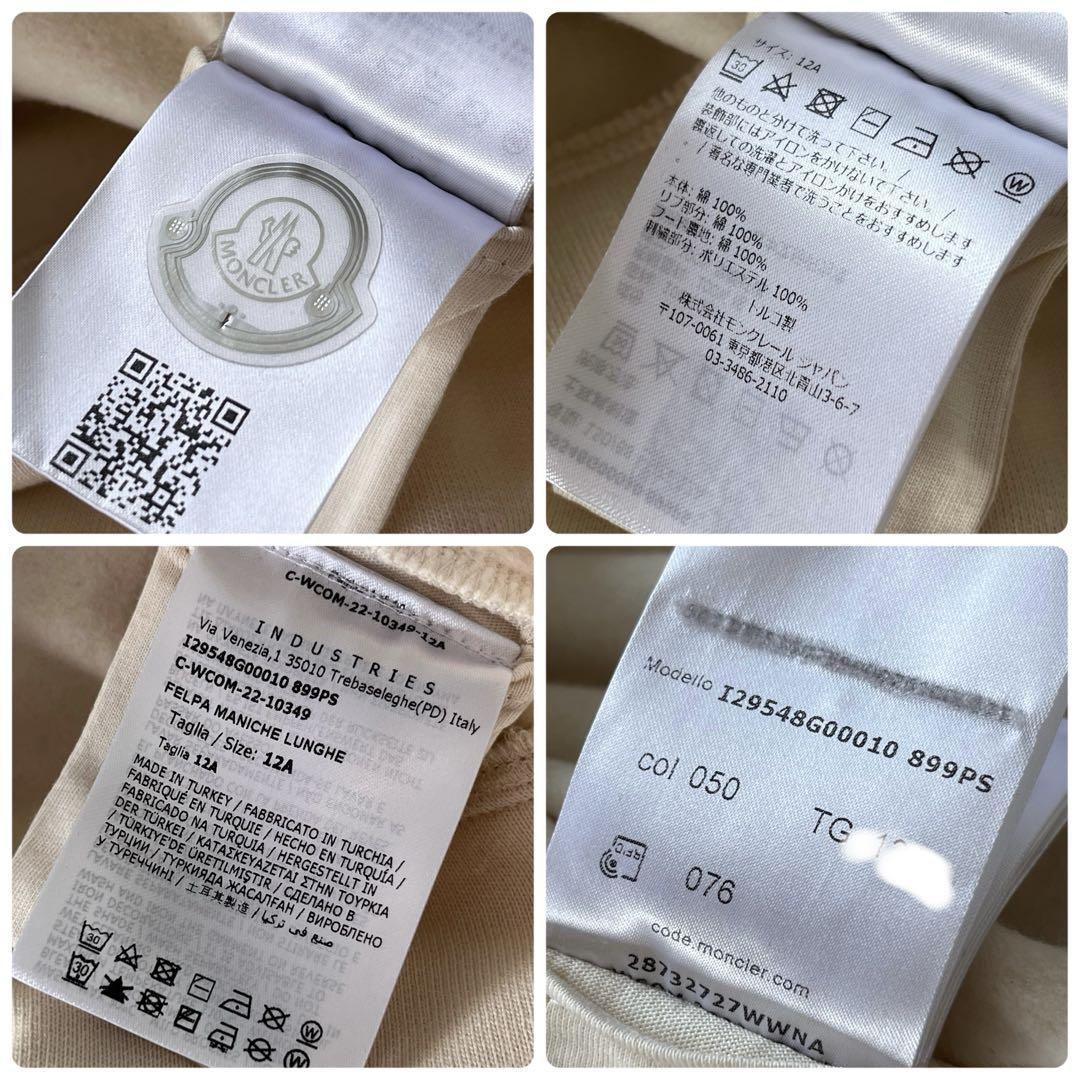 MONCLER
サイズ: 12A
他のものと分けて洗って下さい。 /
装飾部にはアイロンをかけないで下さい。 /
裏返しての洗濯とアイロンがけをおすすめします
。 / 著名な専門業者で洗うことをおすすめします
。
本体: 綿 100%
リブ部分: 綿 100%
フード裏地: 綿 100%
刺繍部分: ポリエステル 100%
トルコ製
株式会社モンクレール ジャパン
〒107-0061 東京都港区北青山3-6-7
03-3486-2110
C-WCOM-22-10349-12A
INDUSTRIES
Via Venezia,1 35010 Trebaseleghe(PD) Italy
I29548G00010 899PS
C-WCOM-22-10349
FELPA MANICHE LUNGHE
Taglia / Size: 12A
Taglia 12A
MADE IN TURKEY / FABBRICATO IN TURCHIA /
FABRIQUÉ EN TURQUIE / HECHO EN TURQUÍA /
FABRICADO NA TURQUIA / HERGESTELLT IN
DER TÜRKEI / ΚΑΤΑΣΚΕΥΑΖΕΤΑΙ ΣΤΗΝ ΤΟΥΡΚΙΑ
/ TÜRKIYE'DE ÜRETILMIŞTIR / СДЕЛАНО В
ТУРЦИИ / ТҮРКИЯДА ЖАСАЛҒАН / ВИРОБЛЕНО
У ТУРЕЧЧИНІ / 土耳其製造 / صنع في تركيا
Modello I29548G00010 899PS
col 050
TG
RFID
076
code.moncler.com
28732727WWNA